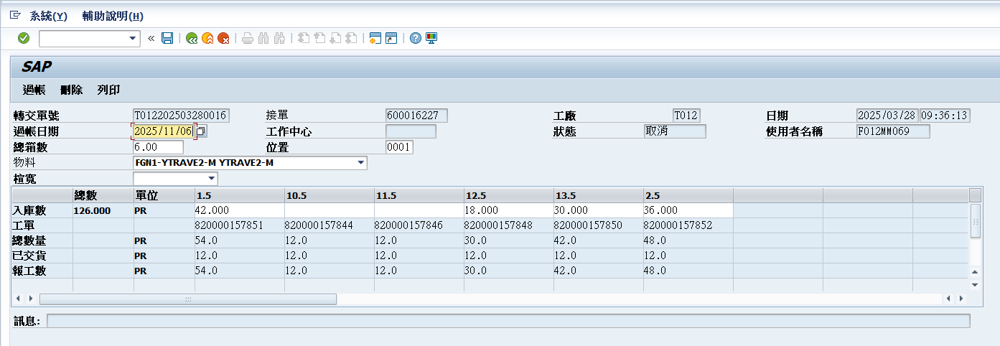 系統(Y) 輔助說明(H)
SAP
過帳 刪除 列印
轉交單號 T012202503280016 接單 600016227 工廠 T012 日期 2025/03/28 09:36:13
過帳日期 2025/11/06 工作中心 狀態 取消 使用者名稱 F012MM069
總箱數 6.00 位置 0001
物料 FGN1-YTRAVE2-M YTRAVE2-M
楦寬
總數 單位 1.5 10.5 11.5 12.5 13.5 2.5
入庫數 126.000 PR 42.000 18.000 30.000 36.000
工單 820000157851 820000157844 820000157846 820000157848 820000157850 820000157852
總數量 PR 54.0 12.0 12.0 30.0 42.0 48.0
已交貨 PR 12.0 12.0 12.0 12.0 12.0 12.0
報工數 PR 54.0 12.0 12.0 30.0 42.0 48.0
訊息: